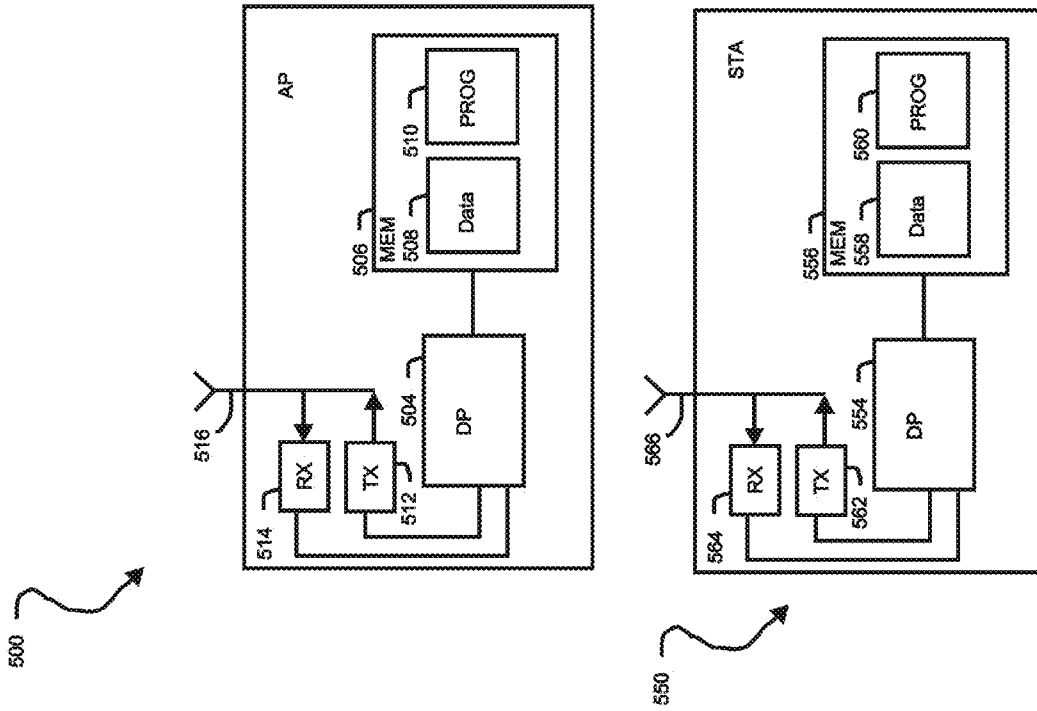 500
AP
516
514
RX
TX
512
504
DP
506
MEM
508
Data
510
PROG
550
STA
566
564
RX
TX
562
554
DP
556
MEM
558
Data
560
PROG